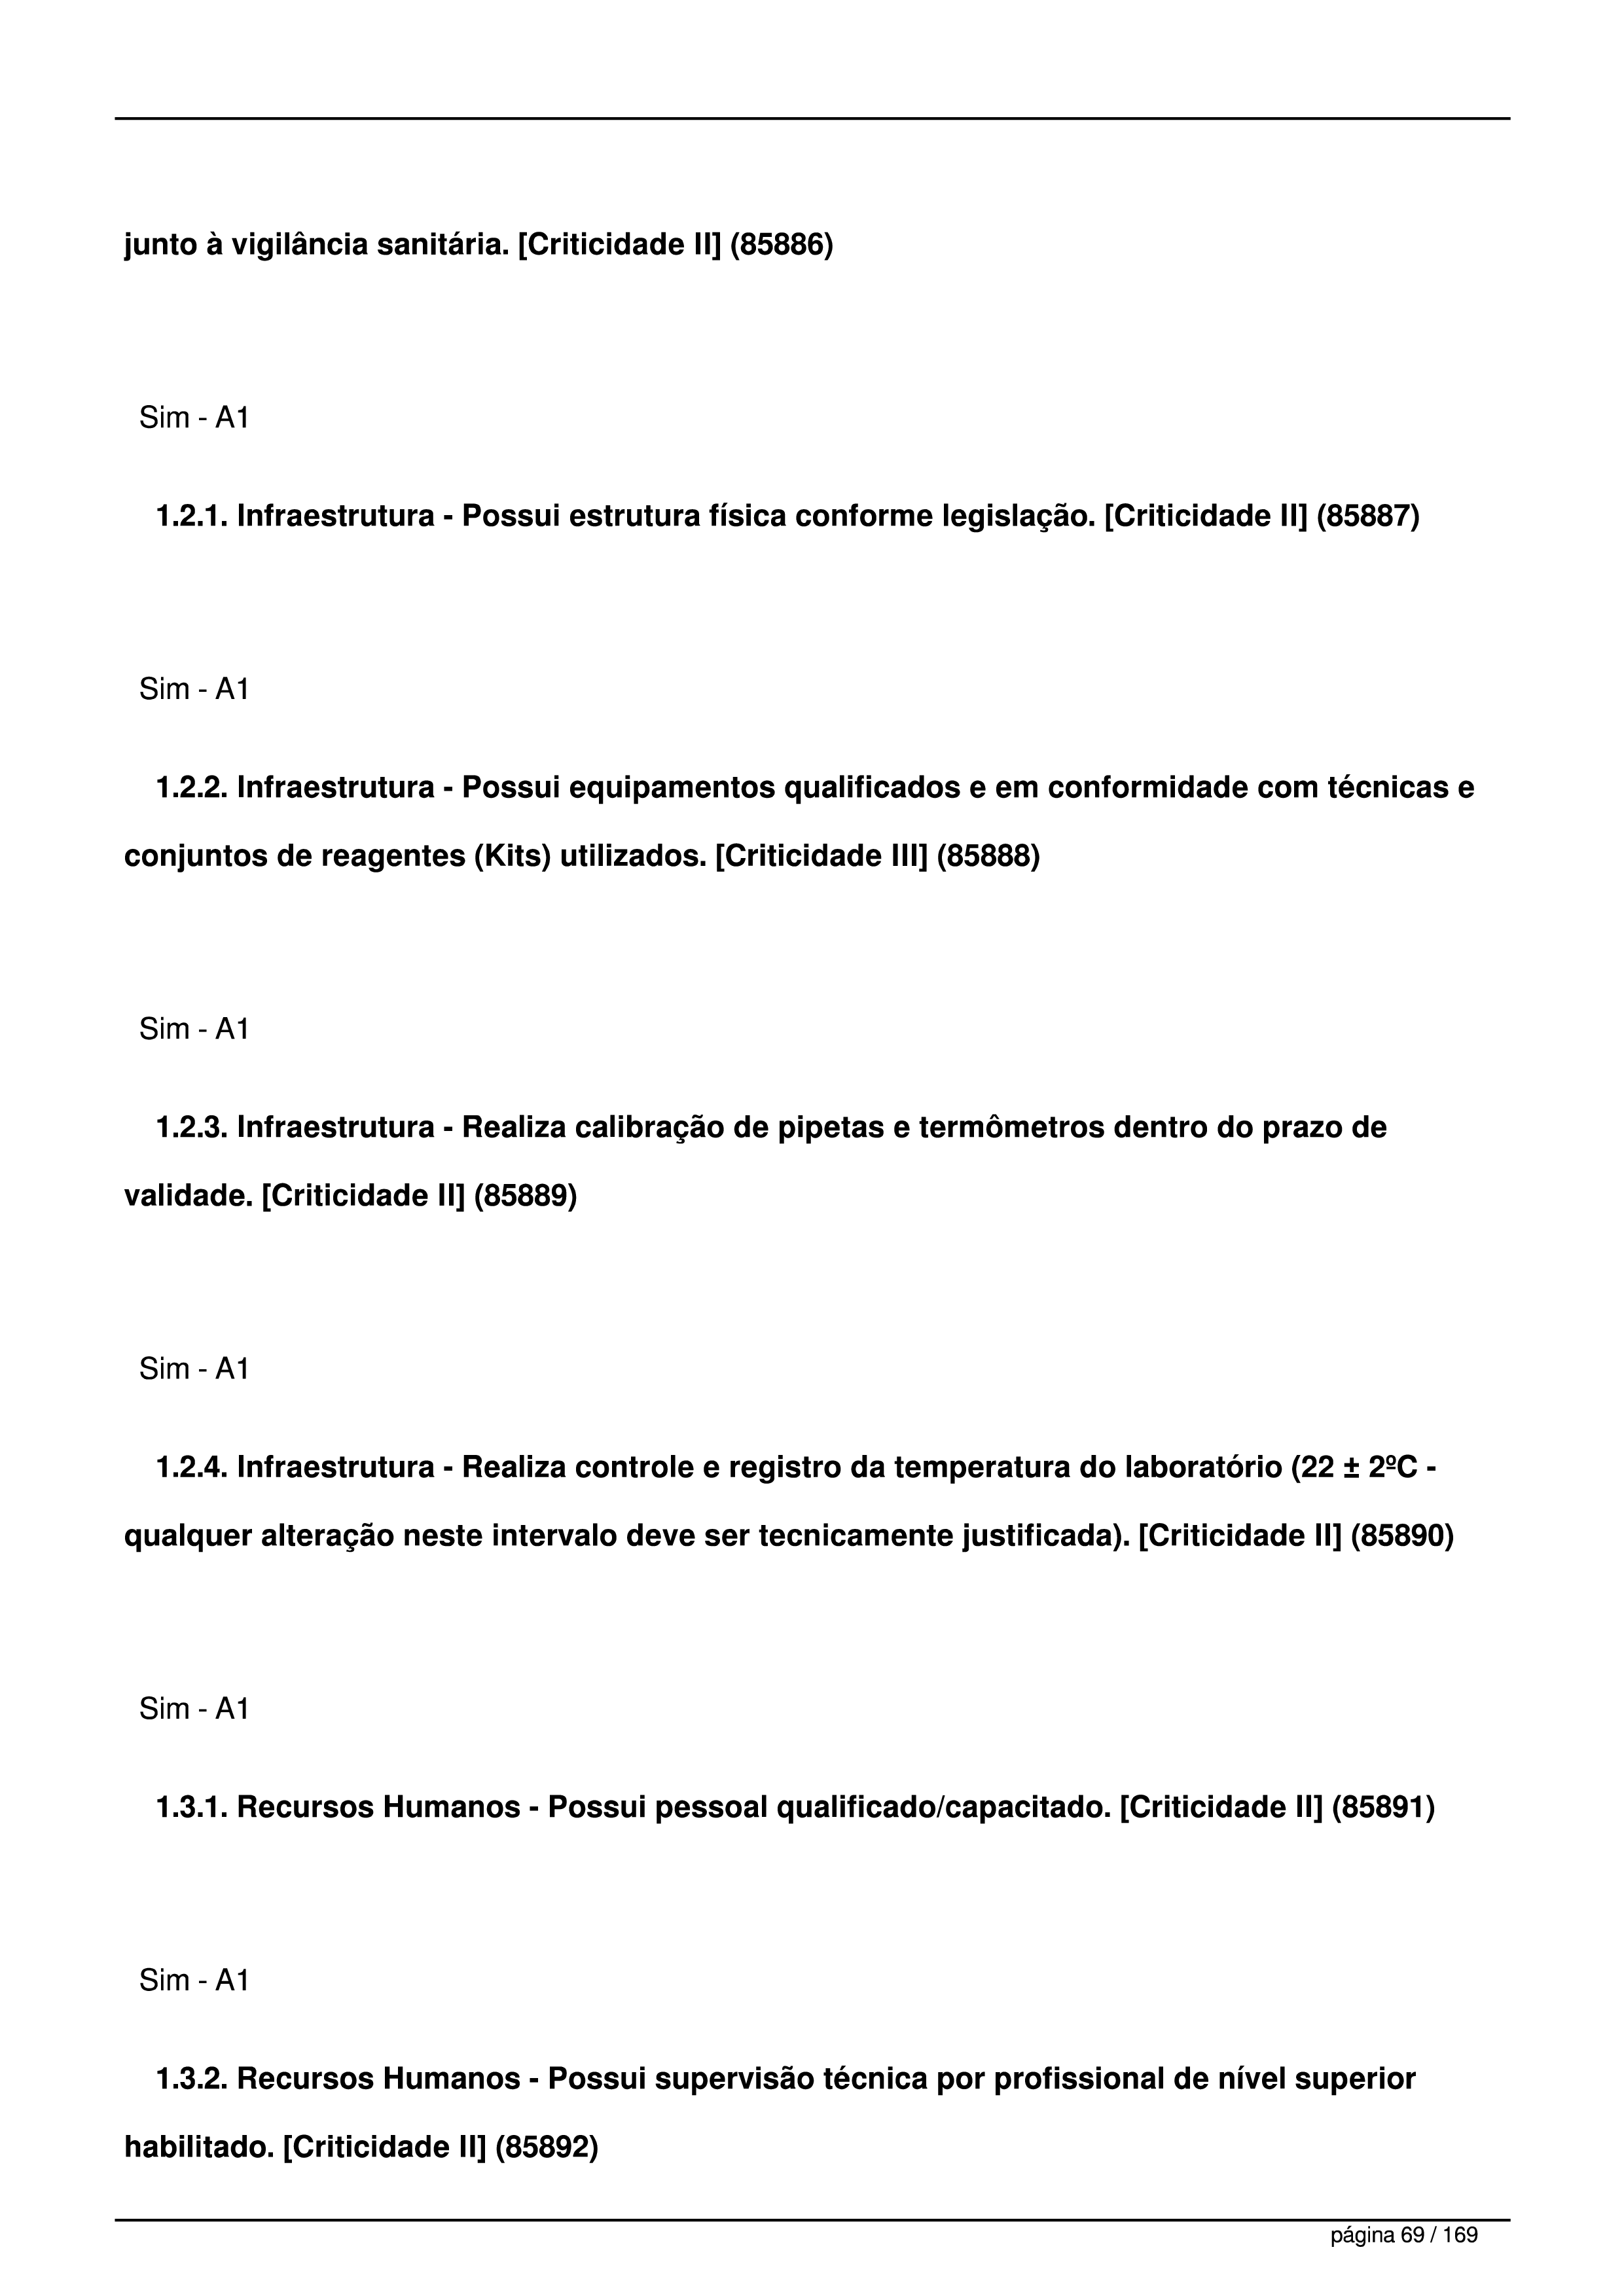 junto à vigilância sanitária. [Criticidade II] (85886)
Sim - A1
1.2.1. Infraestrutura - Possui estrutura física conforme legislação. [Criticidade II] (85887)
Sim - A1
1.2.2. Infraestrutura - Possui equipamentos qualificados e em conformidade com técnicas e
conjuntos de reagentes (Kits) utilizados. [Criticidade III] (85888)
Sim - A1
1.2.3. Infraestrutura - Realiza calibração de pipetas e termômetros dentro do prazo de
validade. [Criticidade II] (85889)
Sim - A1
1.2.4. Infraestrutura - Realiza controle e registro da temperatura do laboratório (22 ± 2ºC -
qualquer alteração neste intervalo deve ser tecnicamente justificada). [Criticidade II] (85890)
Sim - A1
1.3.1. Recursos Humanos - Possui pessoal qualificado/capacitado. [Criticidade II] (85891)
Sim - A1
1.3.2. Recursos Humanos - Possui supervisão técnica por profissional de nível superior
habilitado. [Criticidade II] (85892)
página 69 / 169